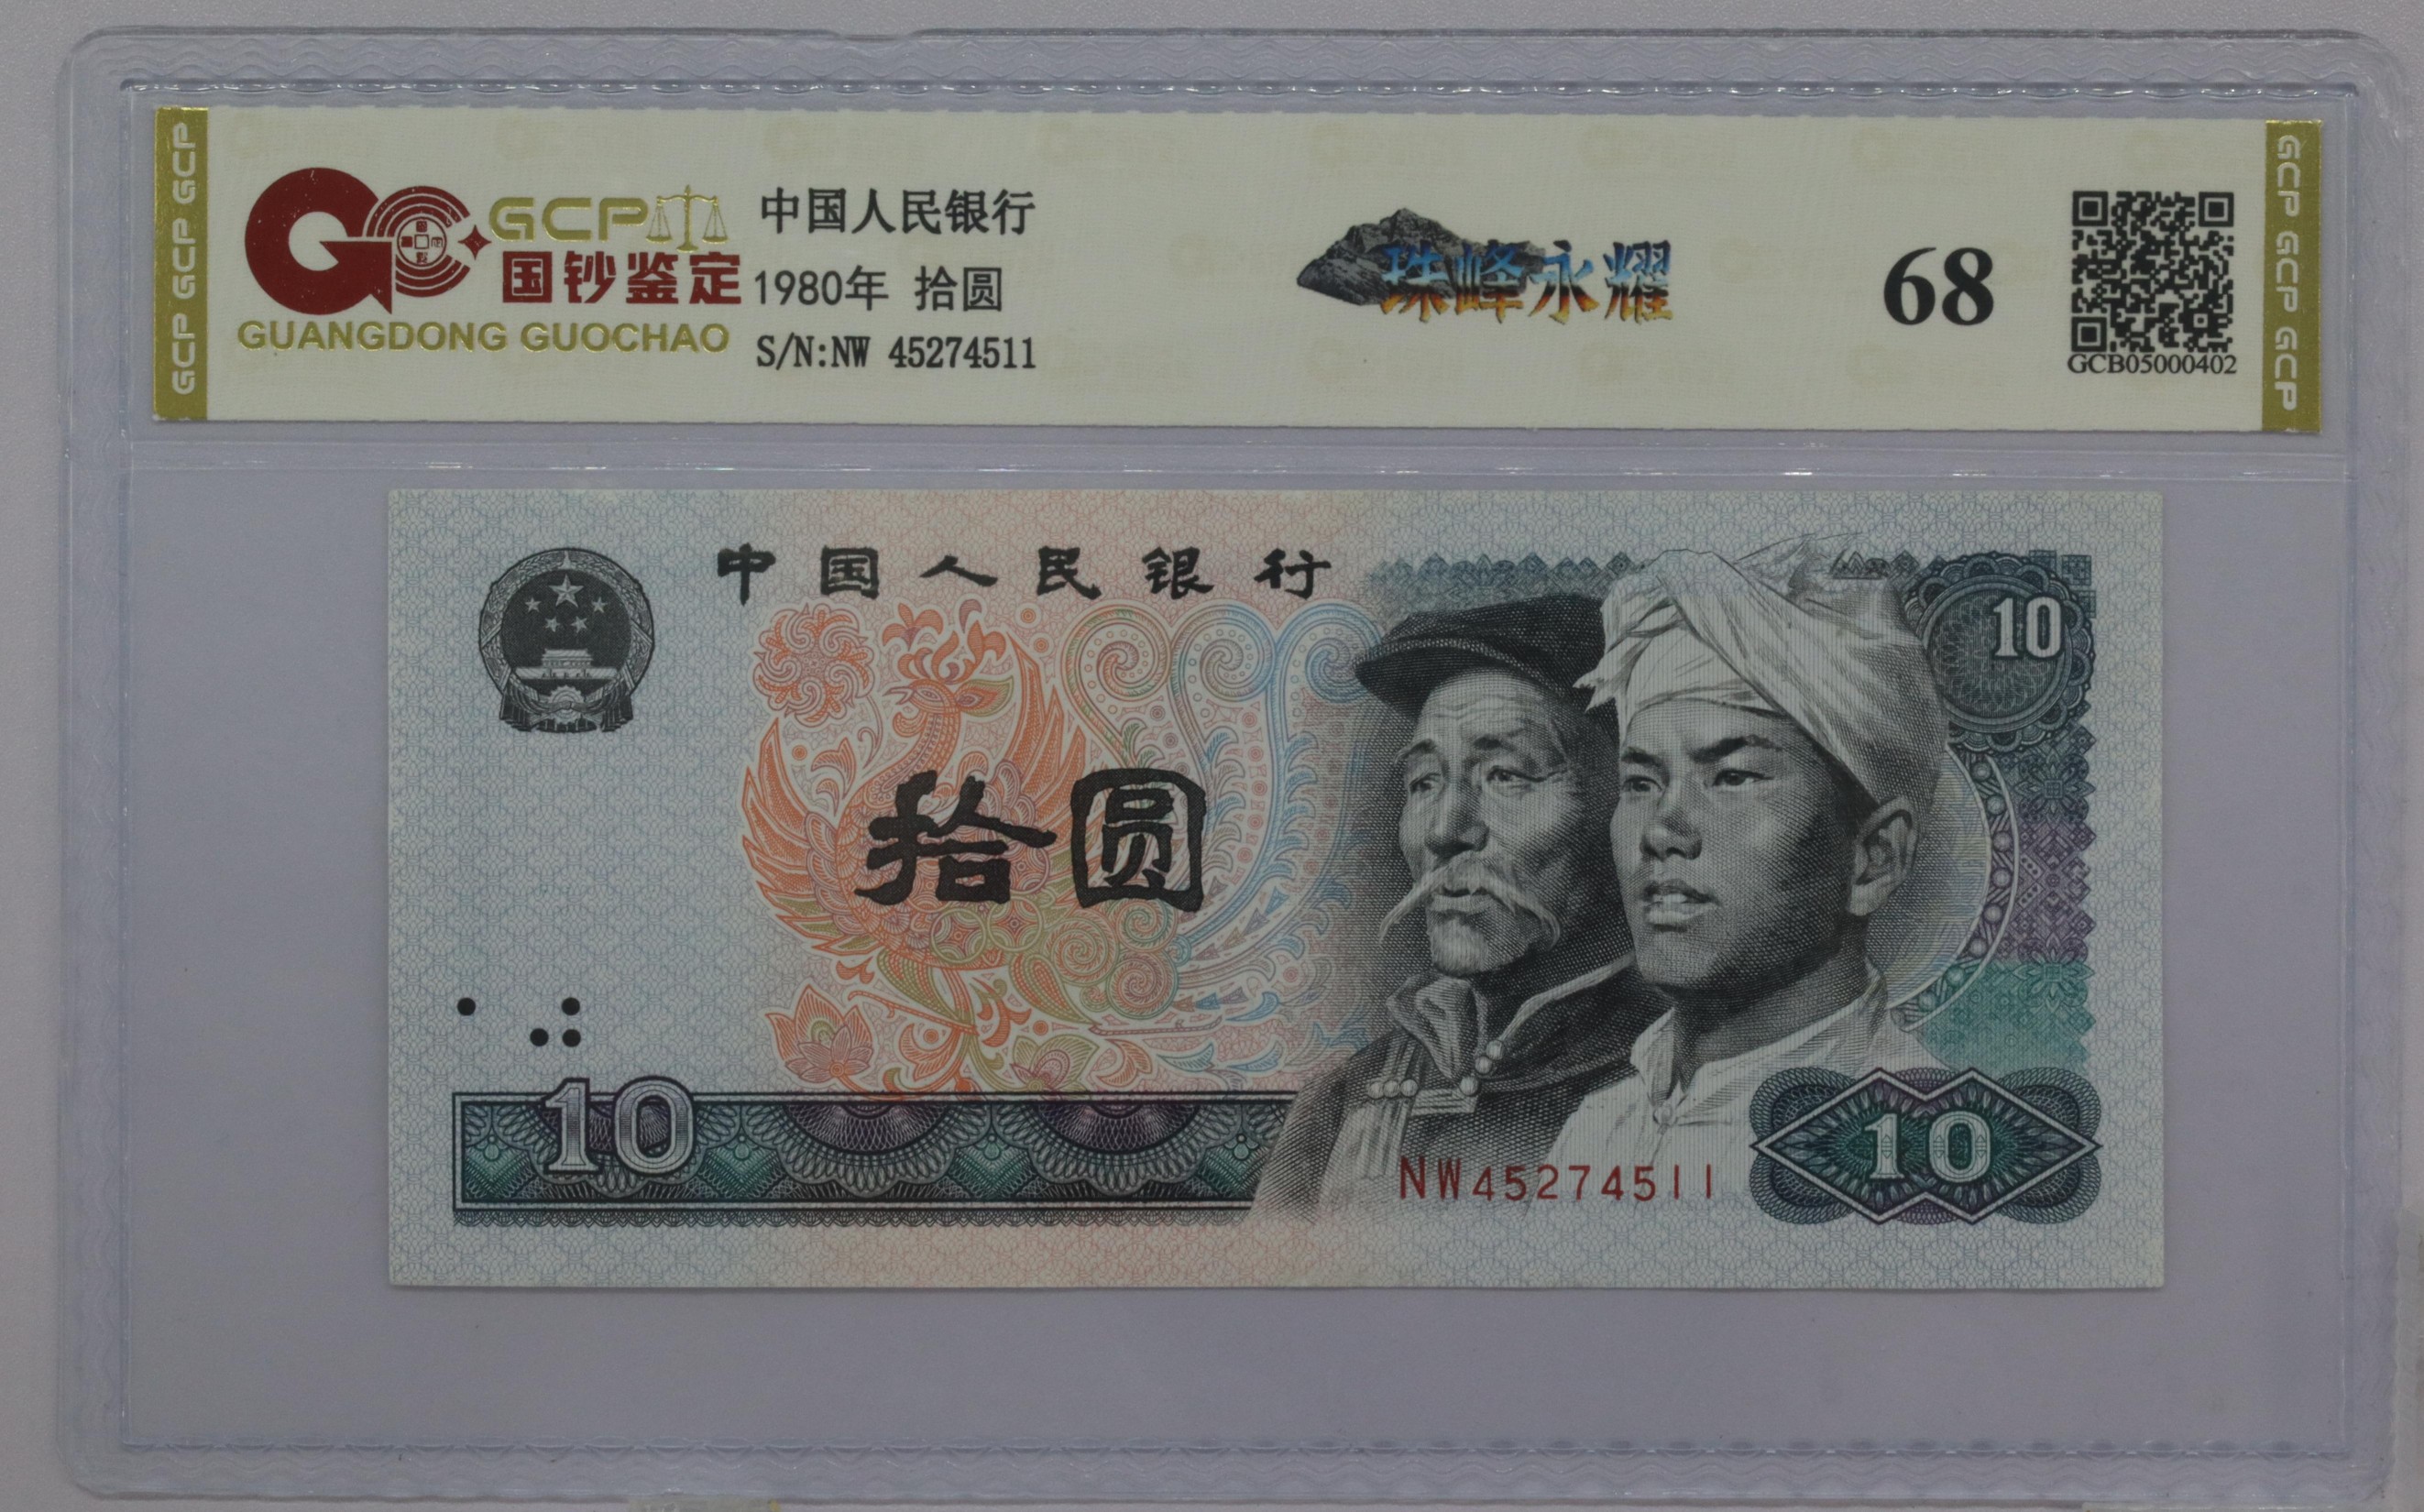 GCP GCP GCP
GCP
国钞鉴定
GUANGDONG GUOCHAO
中国人民银行
1980年 拾圆
S/N:NW 45274511
珠峰永耀
68
GCB05000402
GCP GCP GCP
中国人民银行
10
拾圆
10
NW45274511
10